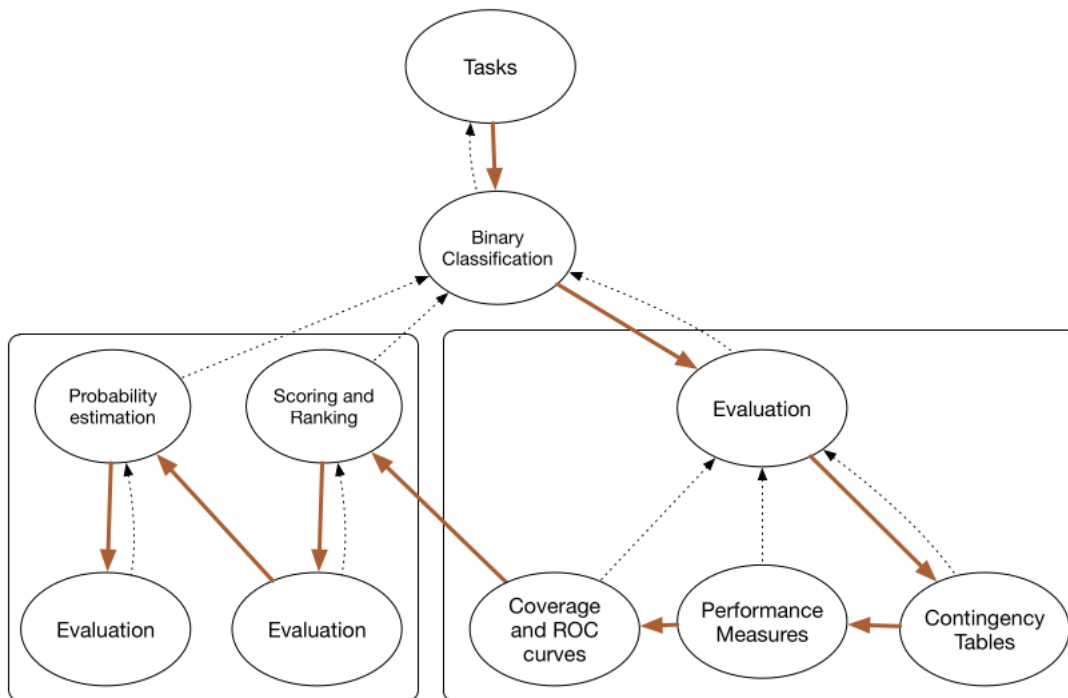 Tasks
Binary
Classification
Probability
estimation
Scoring and
Ranking
Evaluation
Evaluation
Evaluation
Coverage
and ROC
curves
Performance
Measures
Contingency
Tables